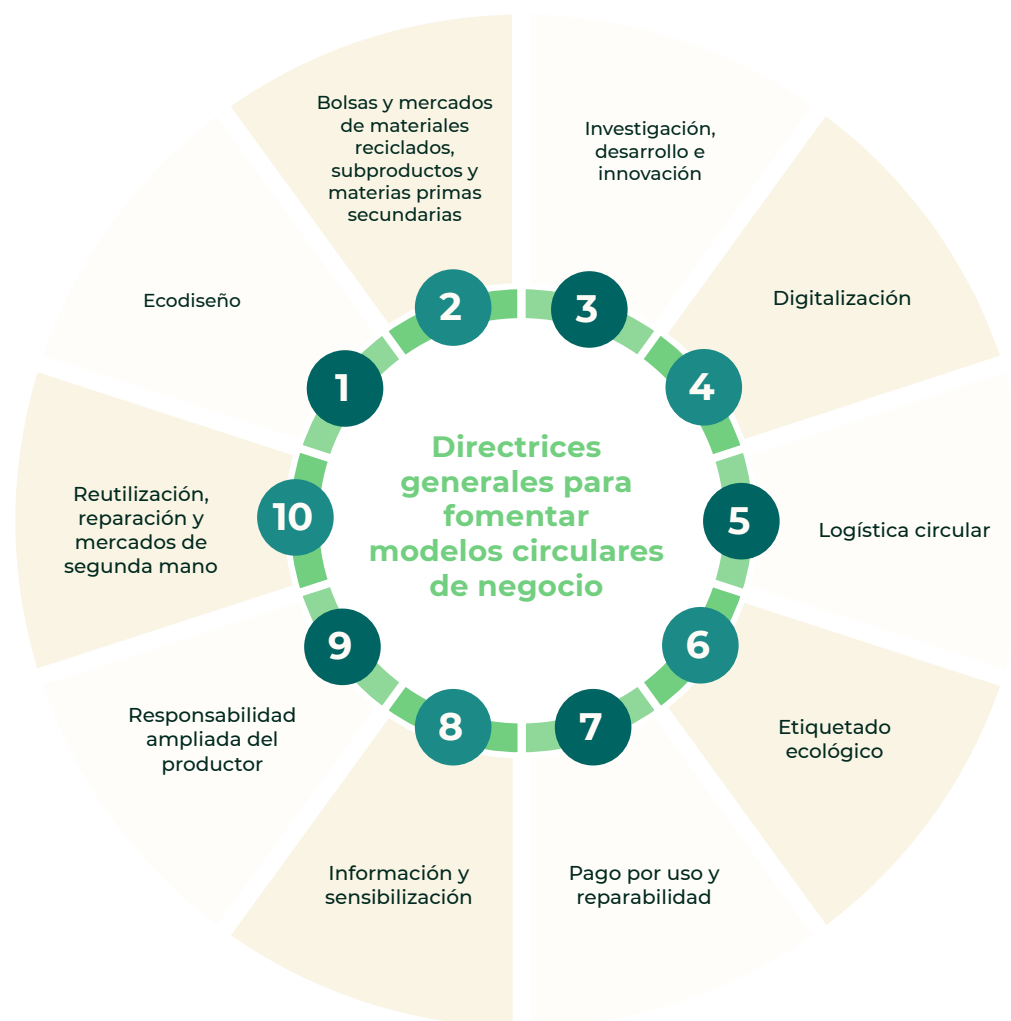 Directrices
generales para
fomentar
modelos circulares
de negocio
1
Ecodiseño
2
Bolsas y mercados
de materiales
reciclados,
subproductos y
materias primas
secundarias
3
Investigación,
desarrollo e
innovación
4
Digitalización
5
Logística circular
6
Etiquetado
ecológico
7
Pago por uso y
reparabilidad
8
Información y
sensibilización
9
Responsabilidad
ampliada del
productor
10
Reutilización,
reparación y
mercados de
segunda mano